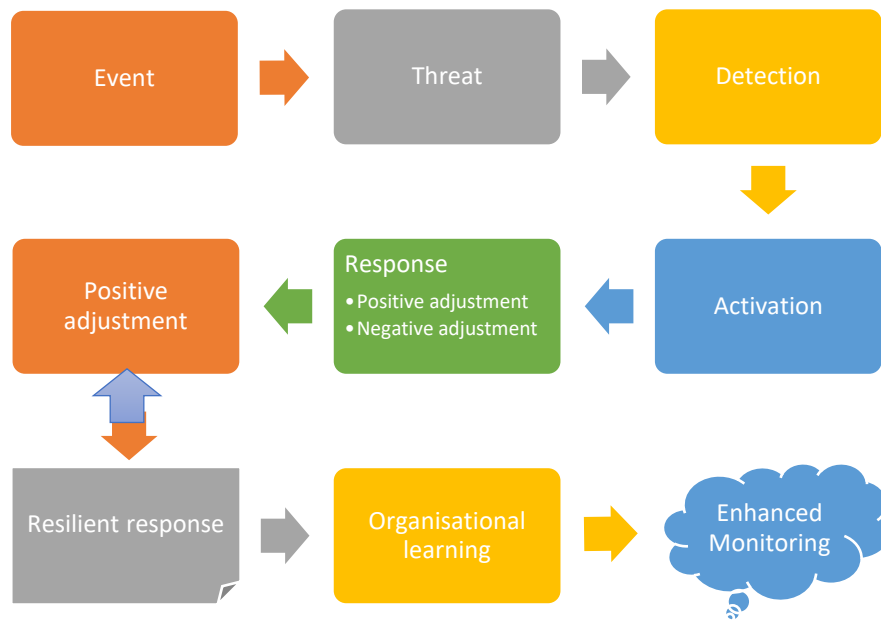 Event
Threat
Detection
Positive
adjustment
Response
•Positive adjustment
•Negative adjustment
Activation
Resilient response
Organisational
learning
Enhanced
Monitoring